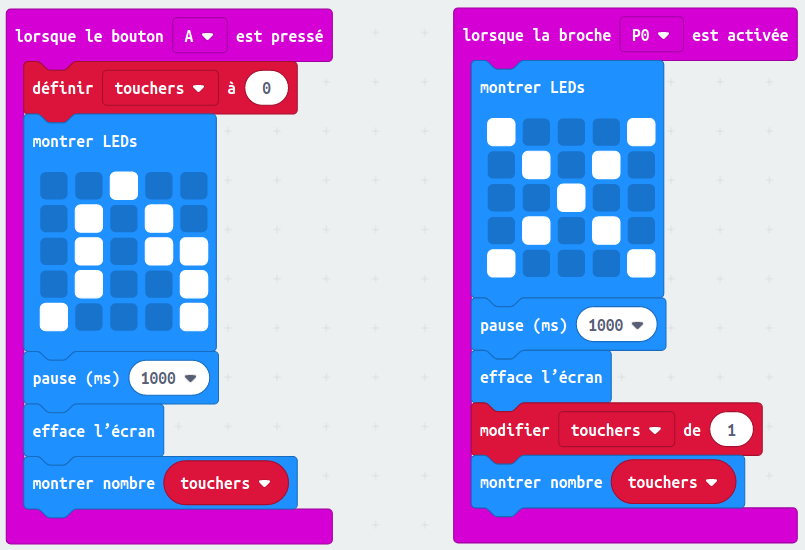 lorsque le bouton A est pressé
définir touchers à 0
montrer LEDs
pause (ms) 1000
efface l'écran
montrer nombre touchers
lorsque la broche P0 est activée
montrer LEDs
pause (ms) 1000
efface l'écran
modifier touchers de 1
montrer nombre touchers